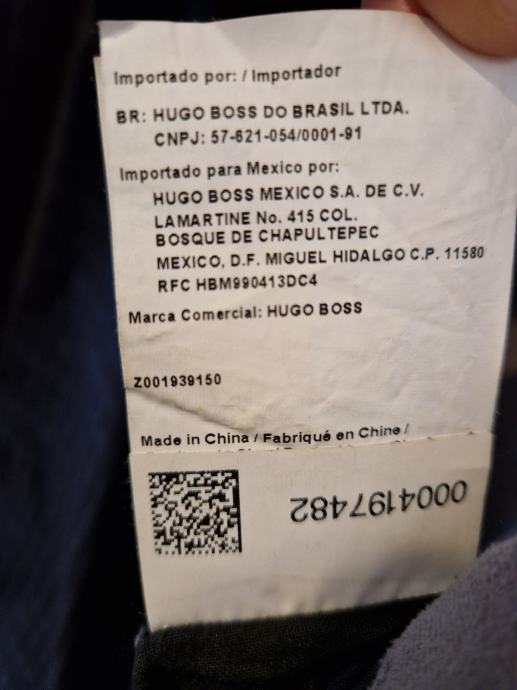 Importado por: / Importador
BR: HUGO BOSS DO BRASIL LTDA.
CNPJ: 57-621-054/0001-91
Importado para Mexico por:
HUGO BOSS MEXICO S.A. DE C.V.
LAMARTINE No. 415 COL.
BOSQUE DE CHAPULTEPEC
MEXICO, D.F. MIGUEL HIDALGO C.P. 11580
RFC HBM990413DC4
Marca Comercial: HUGO BOSS
Z001939150
Made in China / Fabriqué en Chine /
0004197482